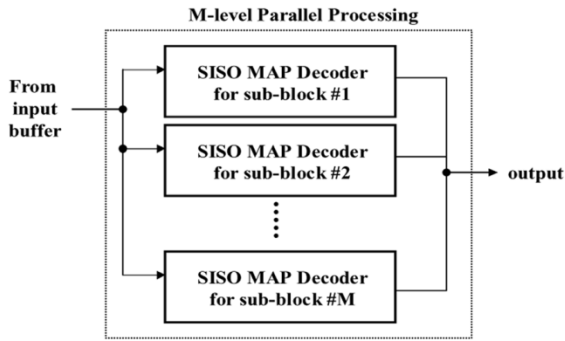 M-level Parallel Processing
From
input
buffer
SISO MAP Decoder
for sub-block #1
SISO MAP Decoder
for sub-block #2
SISO MAP Decoder
for sub-block #M
output